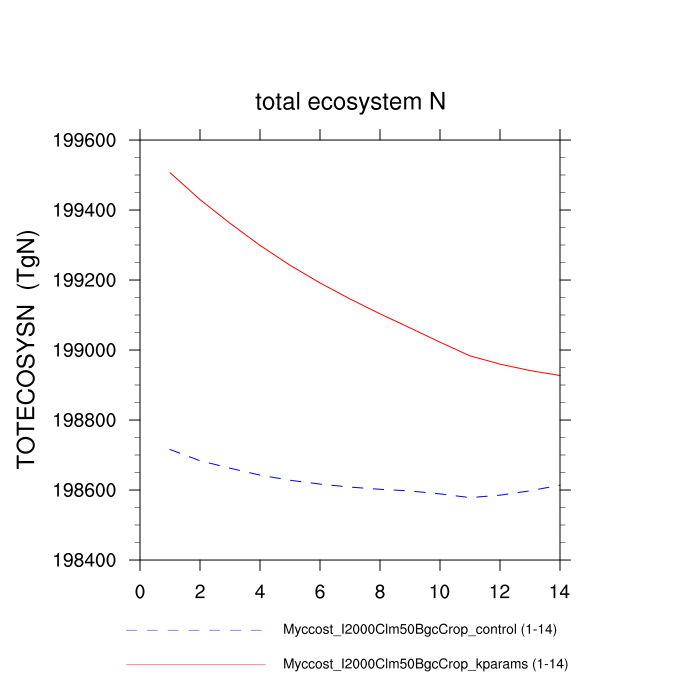 total ecosystem N
TOTECOSYSN (TgN)
199600
199400
199200
199000
198800
198600
198400
0 2 4 6 8 10 12 14
Myccost_I2000Clm50BgcCrop_control (1-14)
Myccost_I2000Clm50BgcCrop_kparams (1-14)